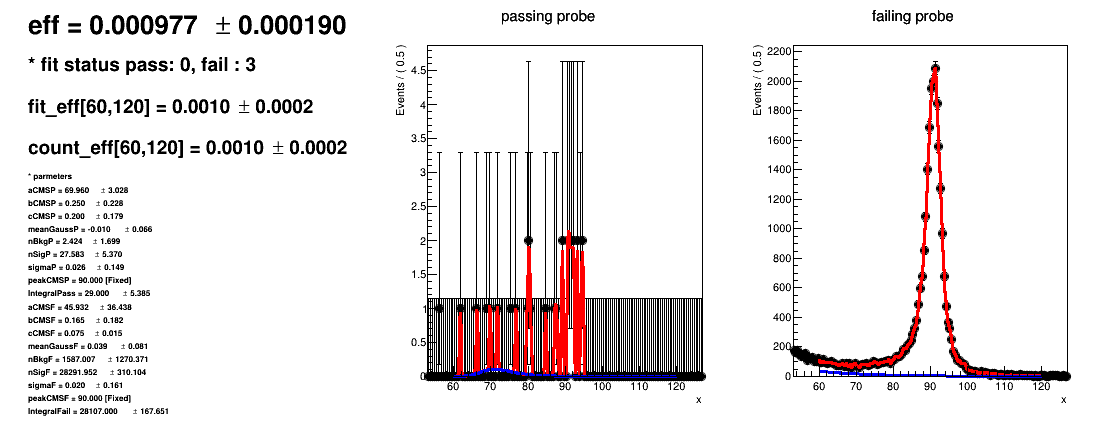 eff = 0.000977 ± 0.000190
* fit status pass: 0, fail : 3
fit_eff[60,120] = 0.0010 ± 0.0002
count_eff[60,120] = 0.0010 ± 0.0002
* parmeters
aCMSP = 69.960 ± 3.028
bCMSP = 0.250 ± 0.228
cCMSP = 0.200 ± 0.179
meanGaussP = -0.010 ± 0.066
nBkgP = 2.424 ± 1.699
nSigP = 27.583 ± 5.370
sigmaP = 0.026 ± 0.149
peakCMSP = 90.000 [Fixed]
IntegralPass = 29.000 ± 5.385
aCMSF = 45.932 ± 36.438
bCMSF = 0.165 ± 0.182
cCMSF = 0.075 ± 0.015
meanGaussF = 0.039 ± 0.081
nBkgF = 1587.007 ± 1270.371
nSigF = 28291.952 ± 310.104
sigmaF = 0.020 ± 0.161
peakCMSF = 90.000 [Fixed]
IntegralFail = 28107.000 ± 167.651
passing probe
Events / ( 0.5 )
4.5
4
3.5
3
2.5
2
1.5
1
0.5
0
60 70 80 90 100 110 120
x
failing probe
Events / ( 0.5 )
2200
2000
1800
1600
1400
1200
1000
800
600
400
200
0
60 70 80 90 100 110 120
x